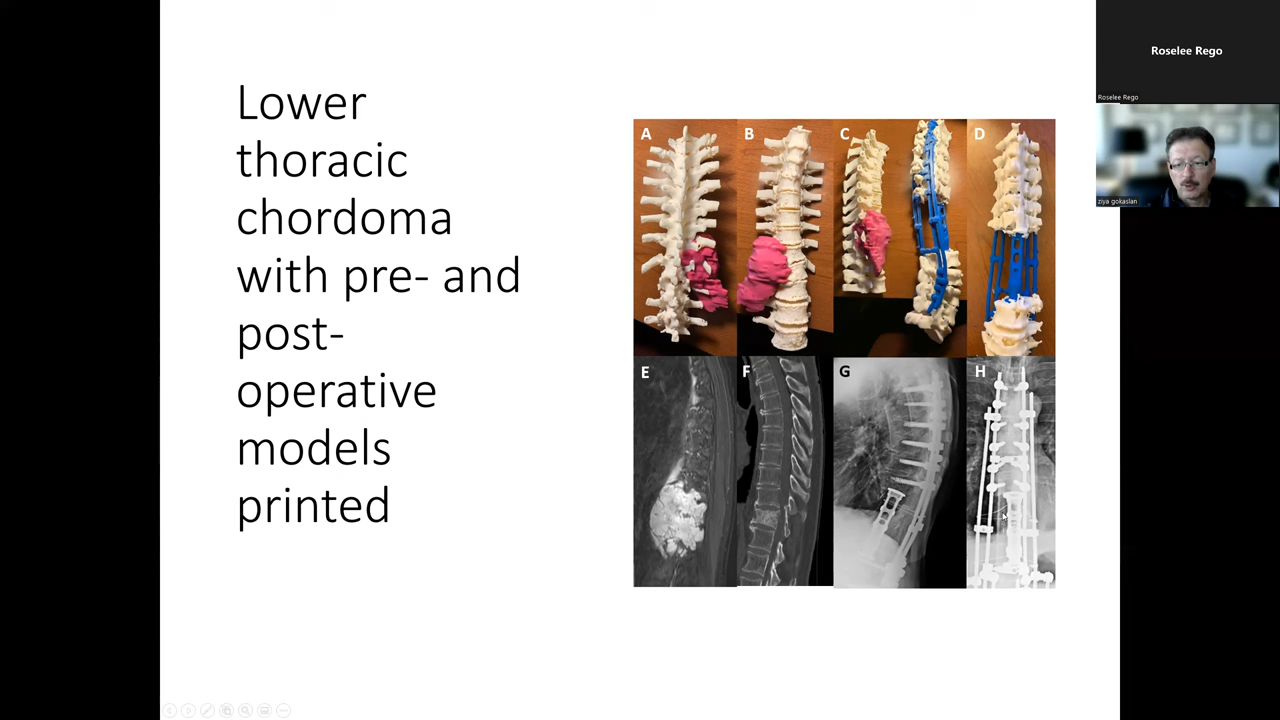 Lower
thoracic
chordoma
with pre- and
post-
operative
models
printed
A
B
C
D
E
F
G
H
Roselee Rego
Roselee Rego
ziya gokaslan